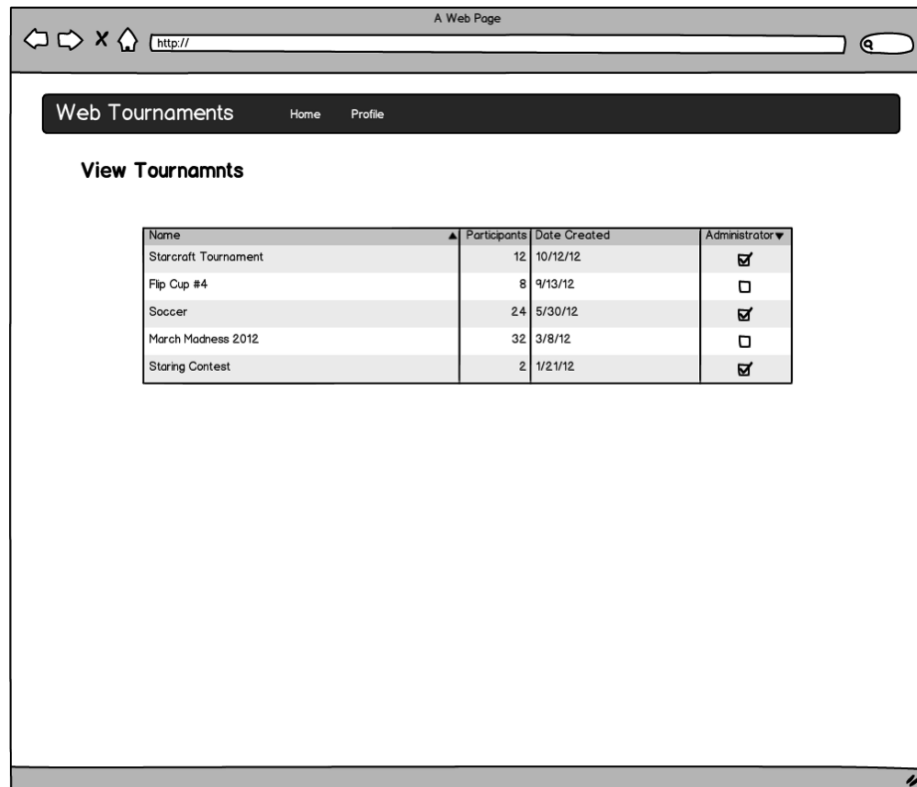 A Web Page
http://
Web Tournaments Home Profile
View Tournamnts
Name Participants Date Created Administrator
Starcraft Tournament 12 10/12/12
Flip Cup #4 8 9/13/12
Soccer 24 5/30/12
March Madness 2012 32 3/8/12
Staring Contest 2 1/21/12